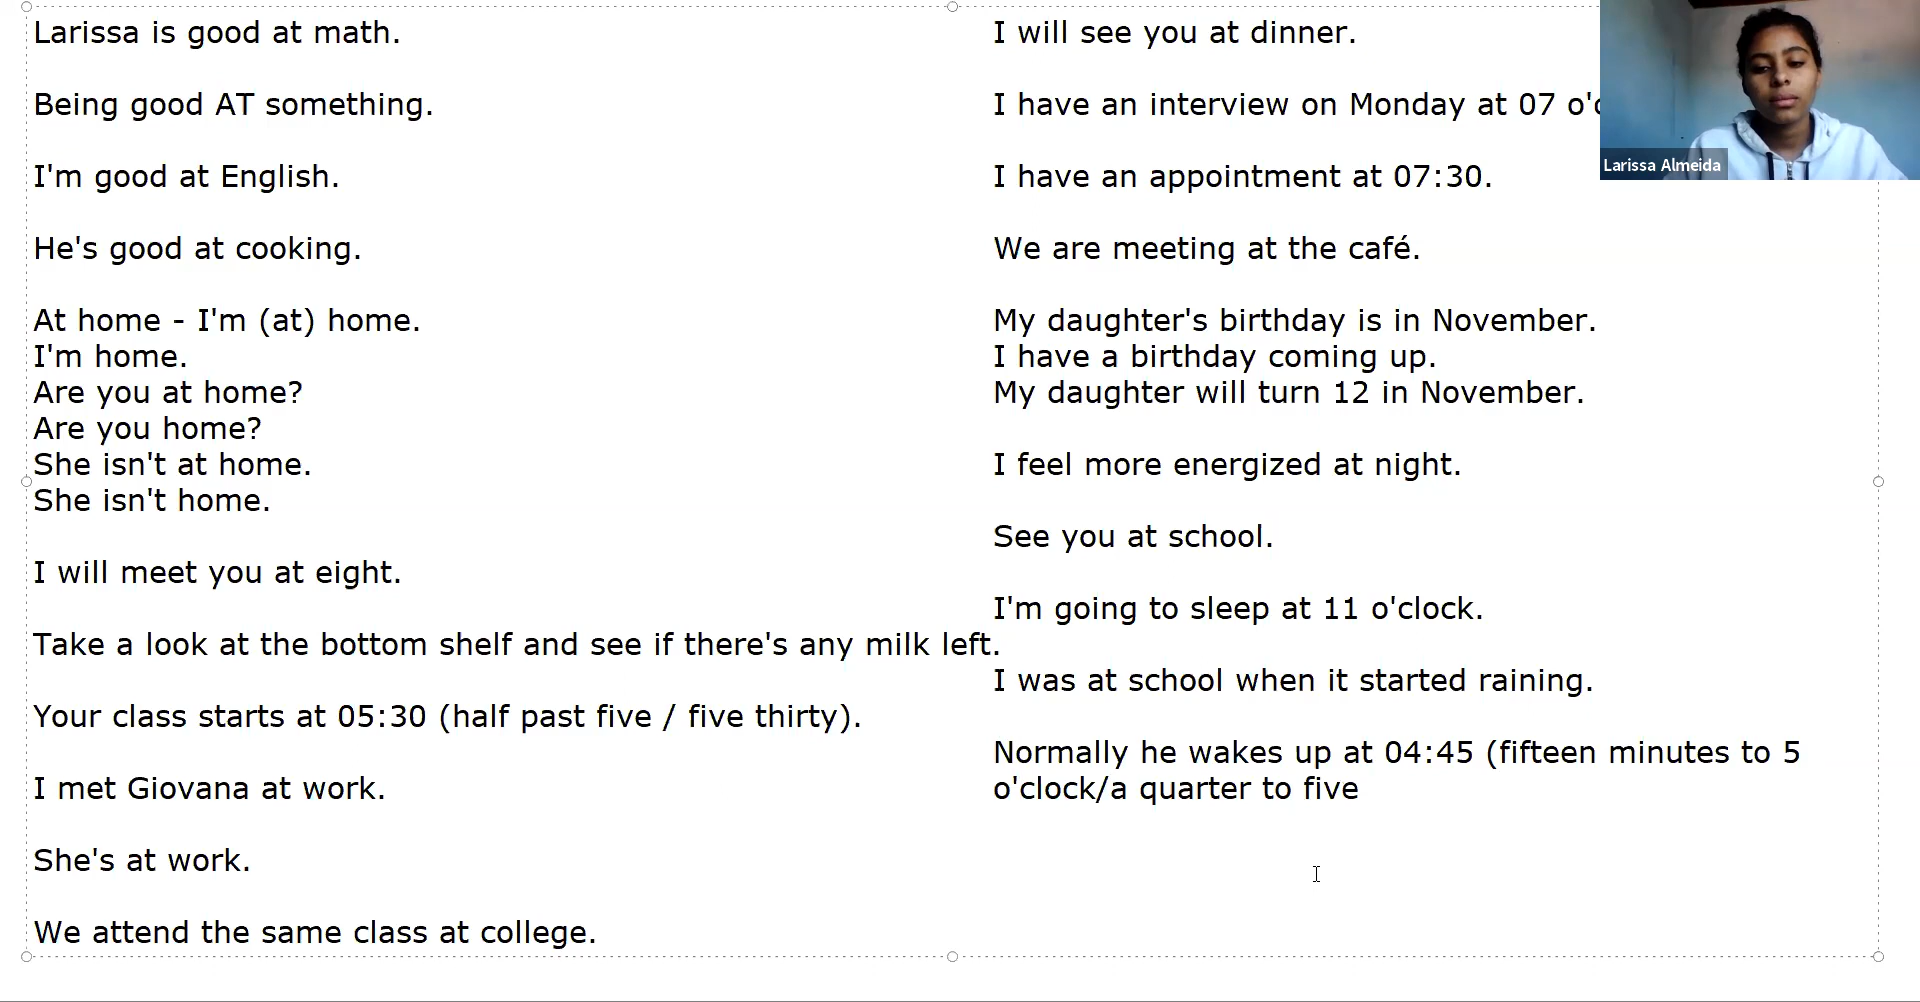 Larissa is good at math.
Being good AT something.
I'm good at English.
He's good at cooking.
At home - I'm (at) home.
I'm home.
Are you at home?
Are you home?
She isn't at home.
She isn't home.
I will meet you at eight.
Take a look at the bottom shelf and see if there's any milk left.
Your class starts at 05:30 (half past five / five thirty).
I met Giovana at work.
She's at work.
We attend the same class at college.
I will see you at dinner.
I have an interview on Monday at 07
I have an appointment at 07:30.
We are meeting at the café.
My daughter's birthday is in November.
I have a birthday coming up.
My daughter will turn 12 in November.
I feel more energized at night.
See you at school.
I'm going to sleep at 11 o'clock.
I was at school when it started raining.
Normally he wakes up at 04:45 (fifteen minutes to 5
o'clock/a quarter to five
Larissa Almeida